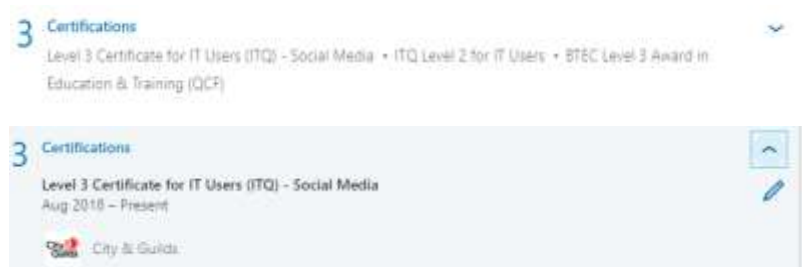 3 Certifications
Level 3 Certificate for IT Users (ITQ) - Social Media • ITQ Level 2 for IT Users • BTEC Level 3 Award in
Education & Training (QCF)
3 Certifications
Level 3 Certificate for IT Users (ITQ) - Social Media
Aug 2018 – Present
City & Guilds
City & Guilds